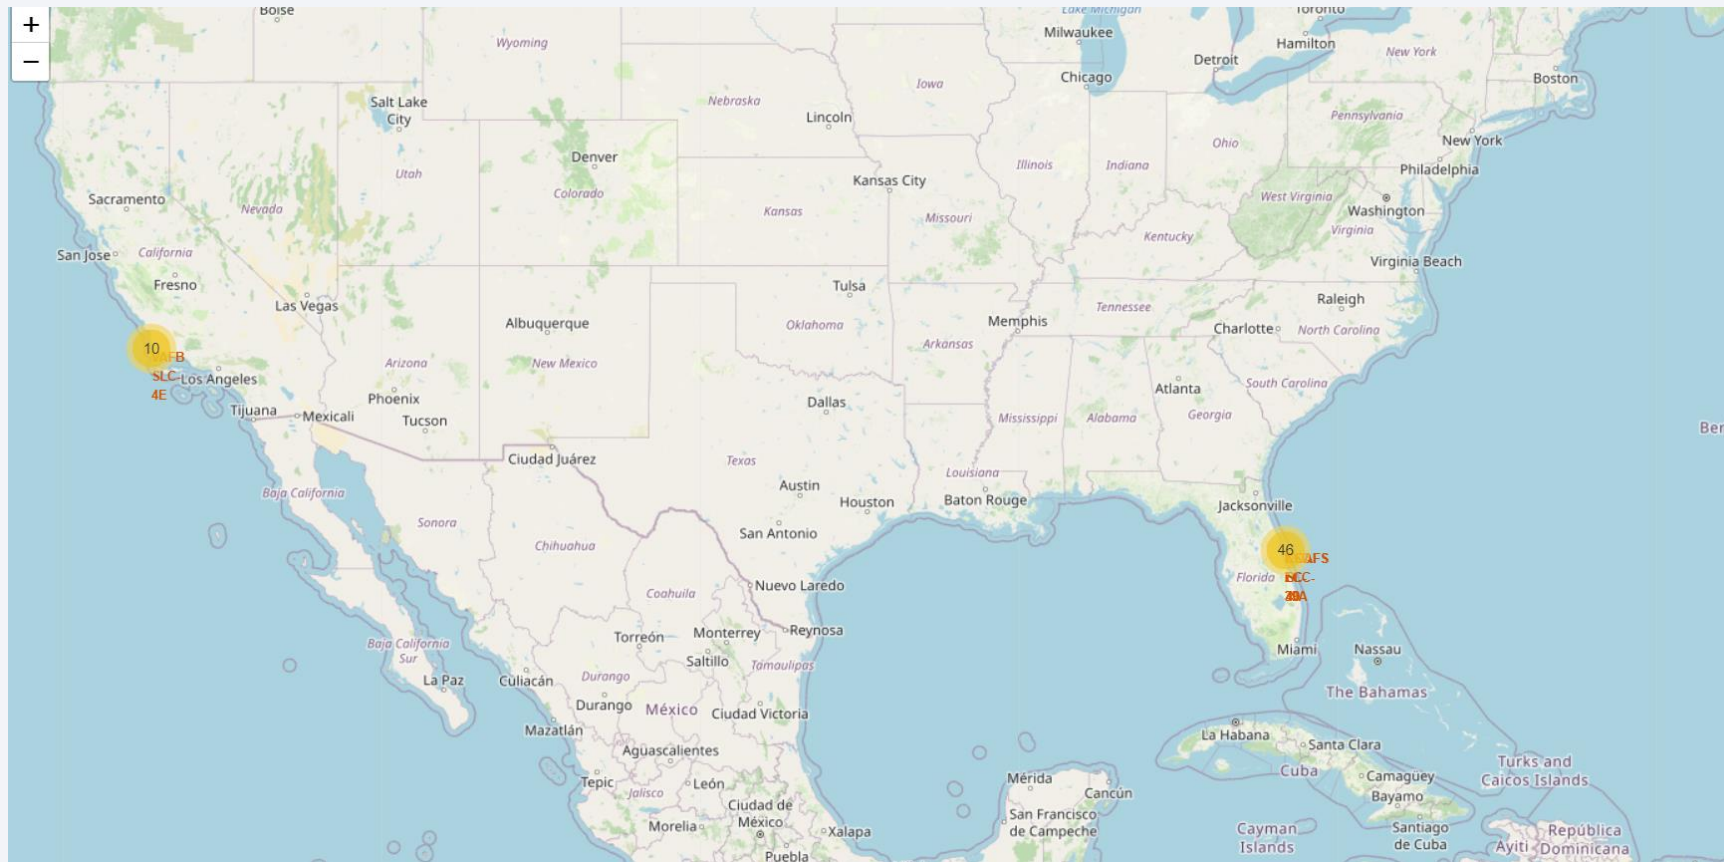 +
−
Boise
Lake Michigan
Toronto
Wyoming
Milwaukee
Hamilton
New York
Detroit
Chicago
Boston
Iowa
Salt Lake
City
Nebraska
Lincoln
Pennsylvania
New York
Ohio
Denver
Illinois
Indiana
Philadelphia
Utah
Kansas City
Colorado
Sacramento
Nevada
Kansas
Missouri
West Virginia
Washington
Virginia
Kentucky
San Jose
California
Virginia Beach
Fresno
Las Vegas
Tulsa
Raleigh
Tennessee
Albuquerque
Oklahoma
Memphis
Charlotte
North Carolina
10
AFB
SLC-
4E
Arkansas
Arizona
New Mexico
Los Angeles
Atlanta
South Carolina
Phoenix
Dallas
Tijuana
Mexicali
Tucson
Mississippi
Alabama
Georgia
Ber
Ciudad Juárez
Texas
Louisiana
Austin
Houston
Baton Rouge
Baja California
Jacksonville
Sonora
San Antonio
Chihuahua
46
AFS
Florida
Nuevo Laredo
Coahuila
Torreón
Monterrey
Reynosa
Baja California
Sur
Miami
Nassau
Saltillo
Tamaulipas
La Paz
Culiacán
Durango
The Bahamas
Durango
México
Ciudad Victoria
Mazatlán
La Habana
Santa Clara
Aguascalientes
Turks and
Caicos Islands
Cuba
Camagüey
Tepic
León
Jalisco
Mérida
Cancún
Bayamo
Ciudad de
México
San Francisco
de Campeche
Morelia
Xalapa
Cayman
Islands
Santiago
de Cuba
República
Dominicana
Ayiti
Puebla